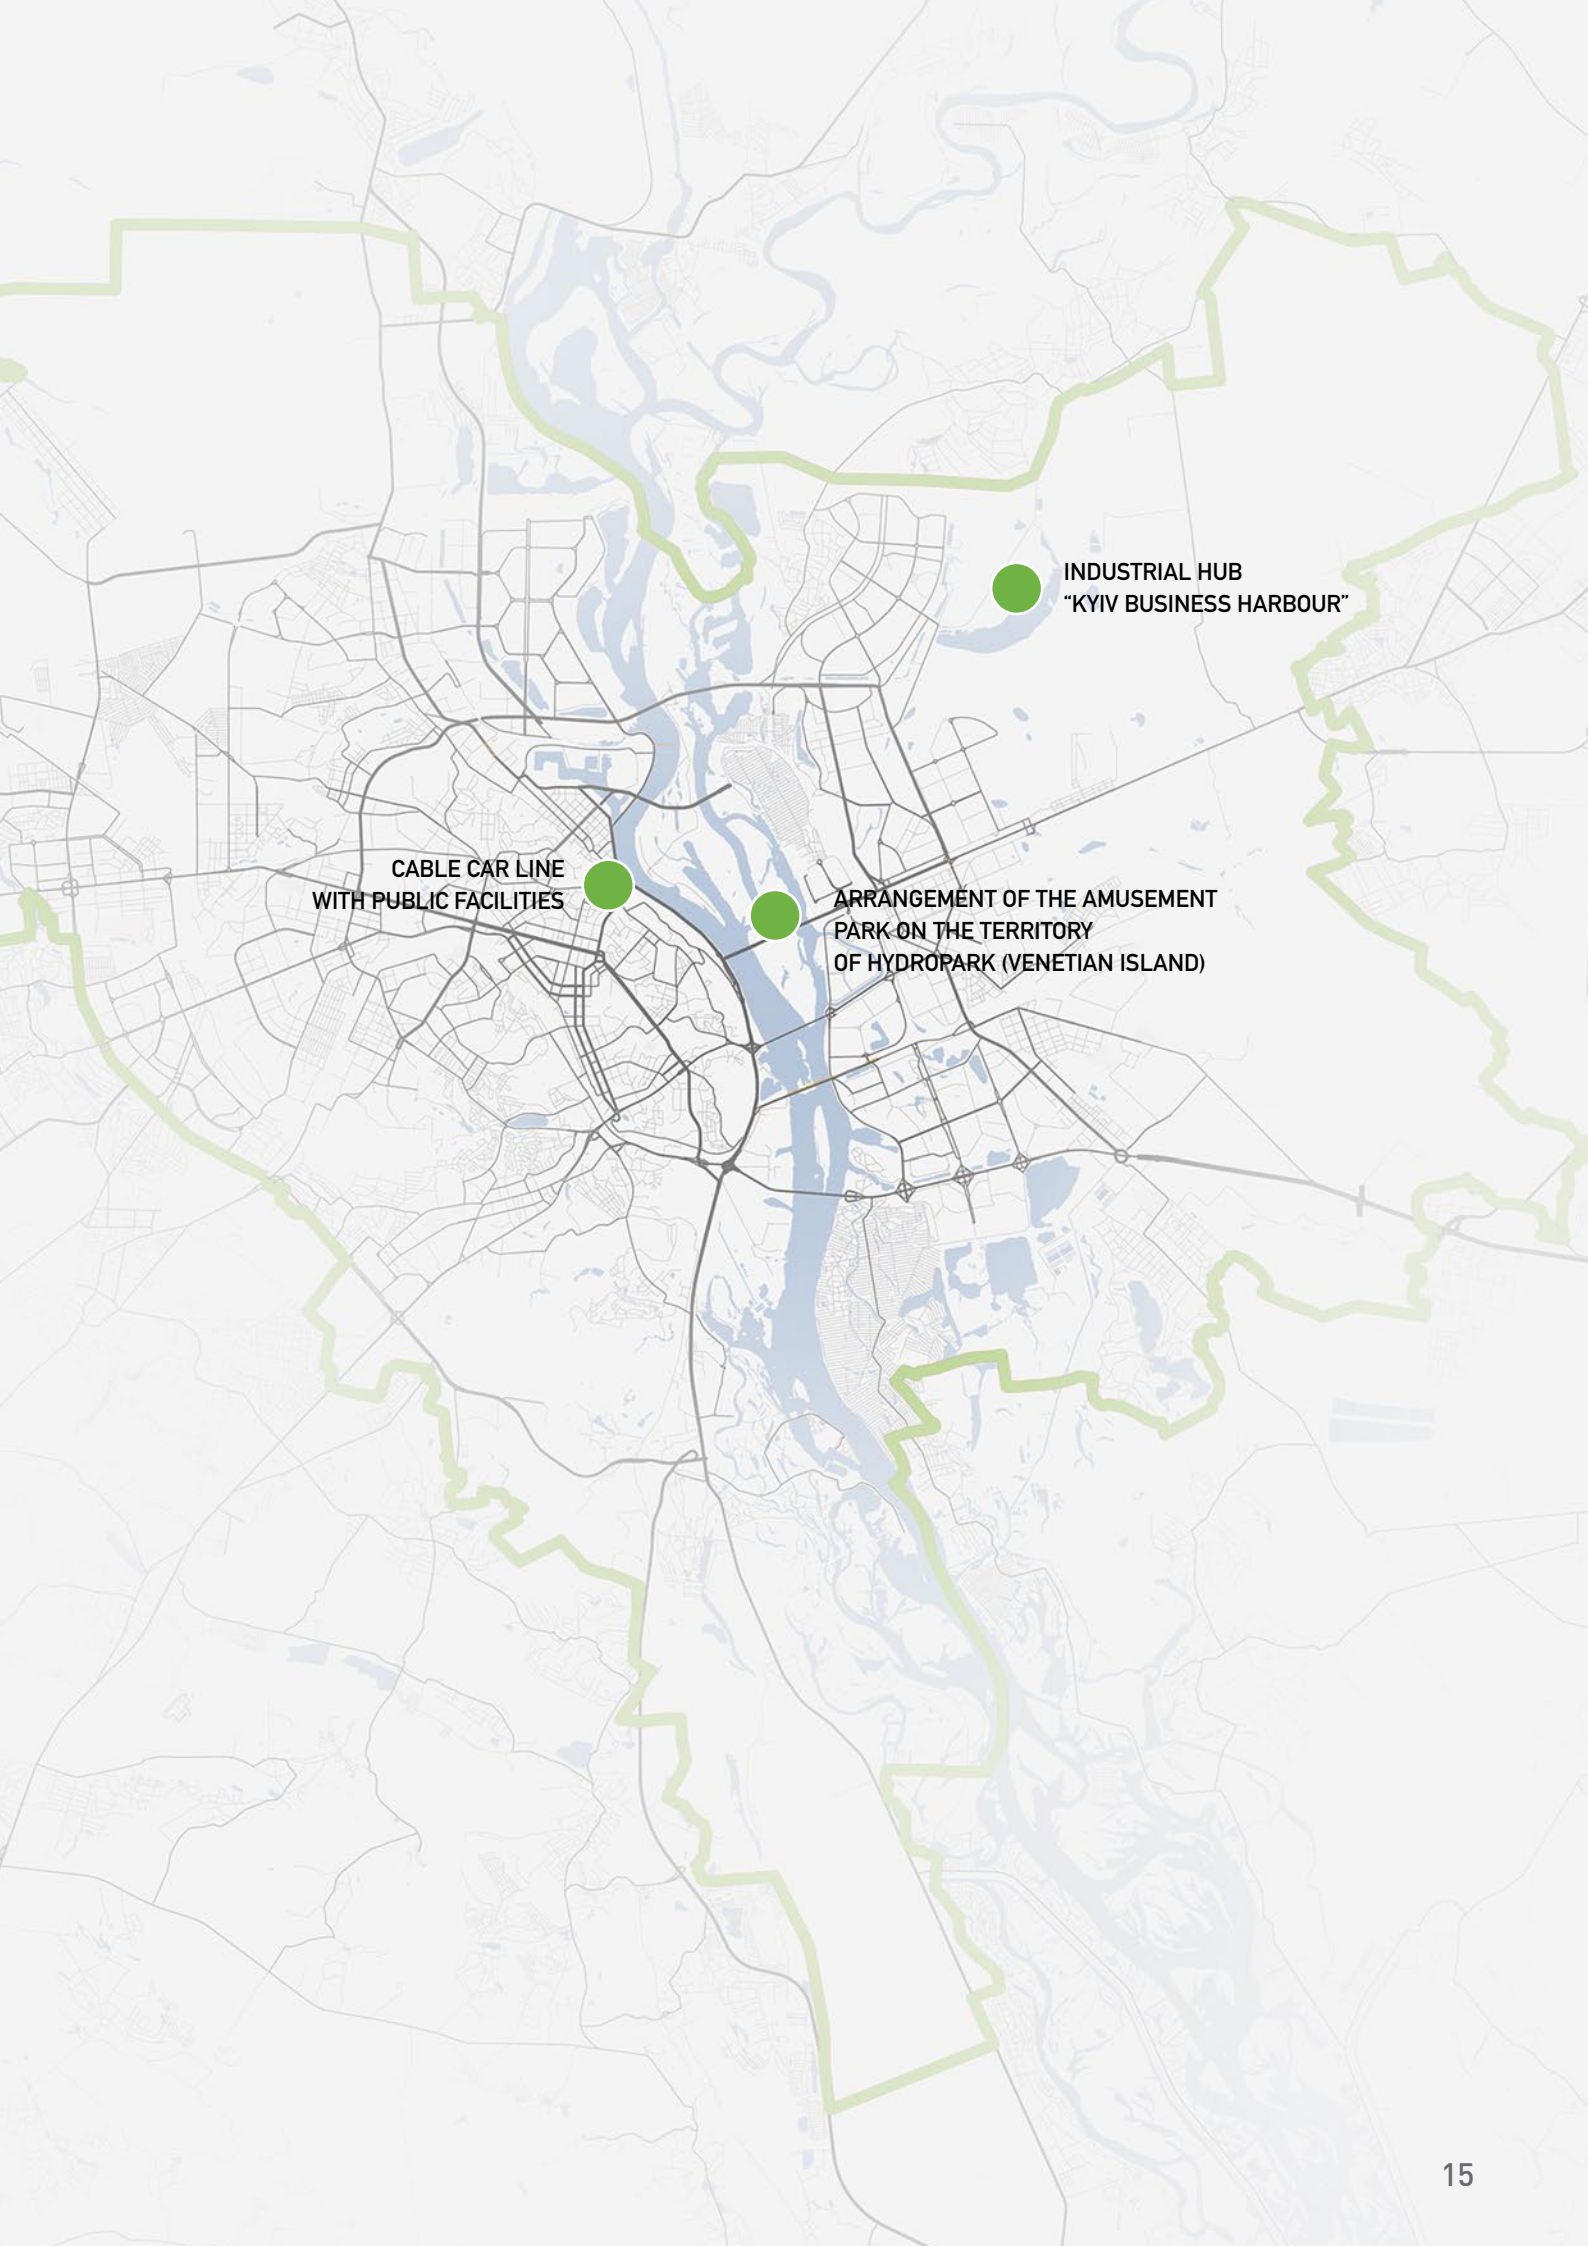 INDUSTRIAL HUB
“KYIV BUSINESS HARBOUR”
CABLE CAR LINE
WITH PUBLIC FACILITIES
ARRANGEMENT OF THE AMUSEMENT
PARK ON THE TERRITORY
OF HYDROPARK (VENETIAN ISLAND)
15